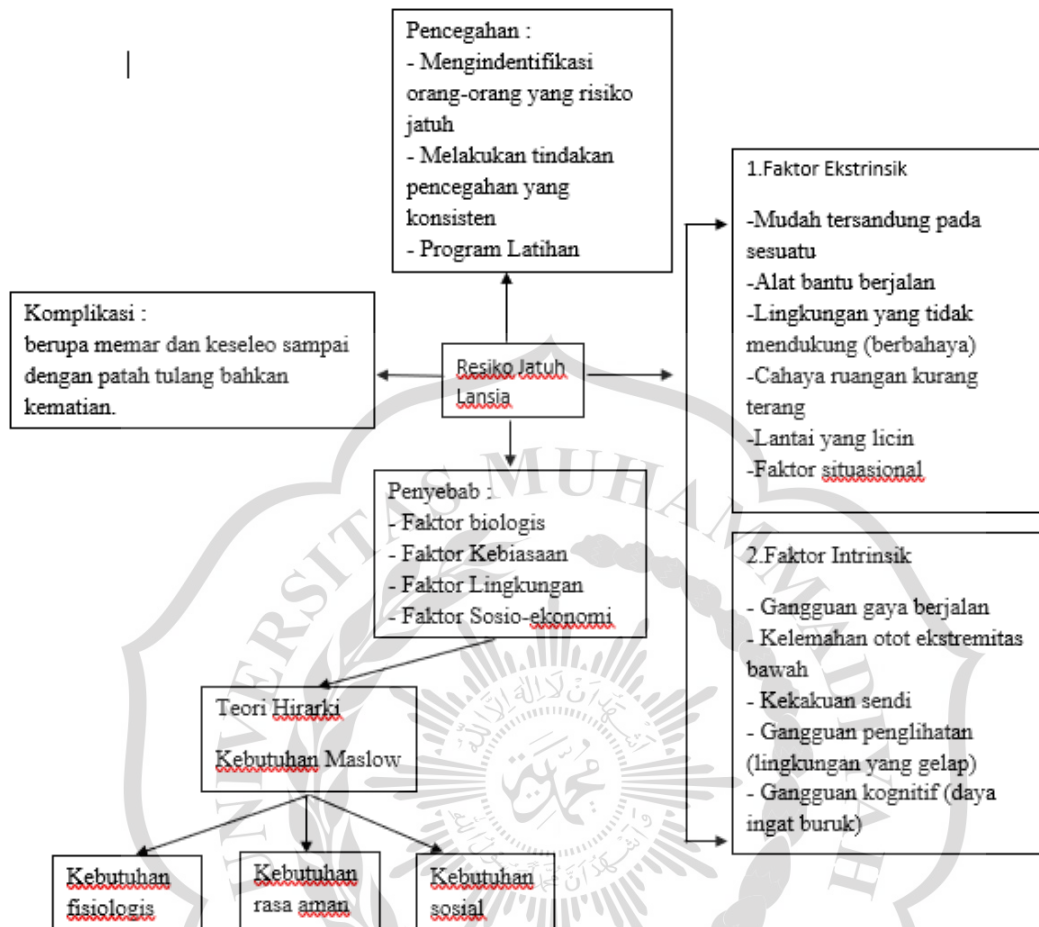 Pencegahan :
- Mengindentifikasi
orang-orang yang risiko
jatuh
- Melakukan tindakan
pencegahan yang
konsisten
- Program Latihan
1.Faktor Ekstrinsik
-Mudah tersandung pada
sesuatu
-Alat bantu berjalan
-Lingkungan yang tidak
mendukung (berbahaya)
-Cahaya ruangan kurang
terang
-Lantai yang licin
-Faktor situasional
Komplikasi :
berupa memar dan keseleo sampai
dengan patah tulang bahkan
kematian.
Resiko Jatuh
Lansia
Penyebab :
- Faktor biologis
- Faktor Kebiasaan
- Faktor Lingkungan
- Faktor Sosio-ekonomi
2.Faktor Intrinsik
- Gangguan gaya berjalan
- Kelemahan otot ekstremitas
bawah
- Kekakuan sendi
- Gangguan penglihatan
(lingkungan yang gelap)
- Gangguan kognitif (daya
ingat buruk)
Teori Hirarki
Kebutuhan Maslow
Kebutuhan
fisiologis
Kebutuhan
rasa aman
Kebutuhan
sosial
UNIVERSITAS MUHAMMADIYAH